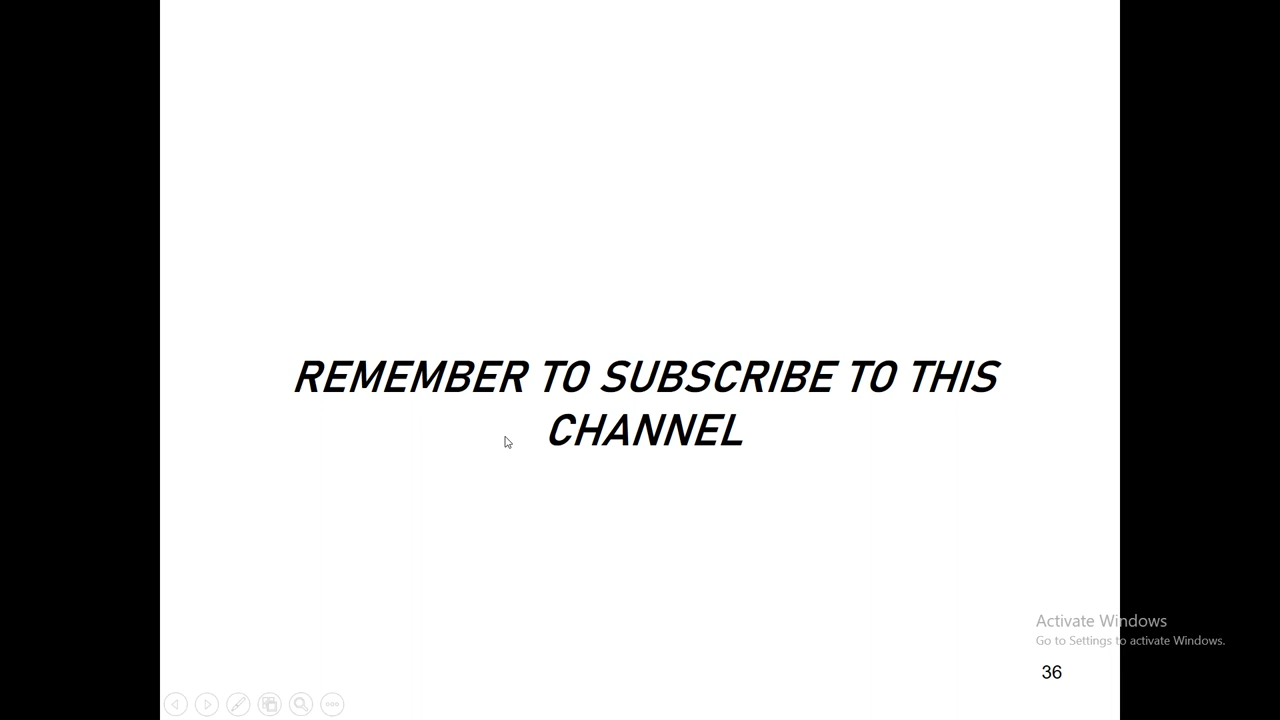 REMEMBER TO SUBSCRIBE TO THIS
CHANNEL
Activate Windows
Go to Settings to activate Windows.
36